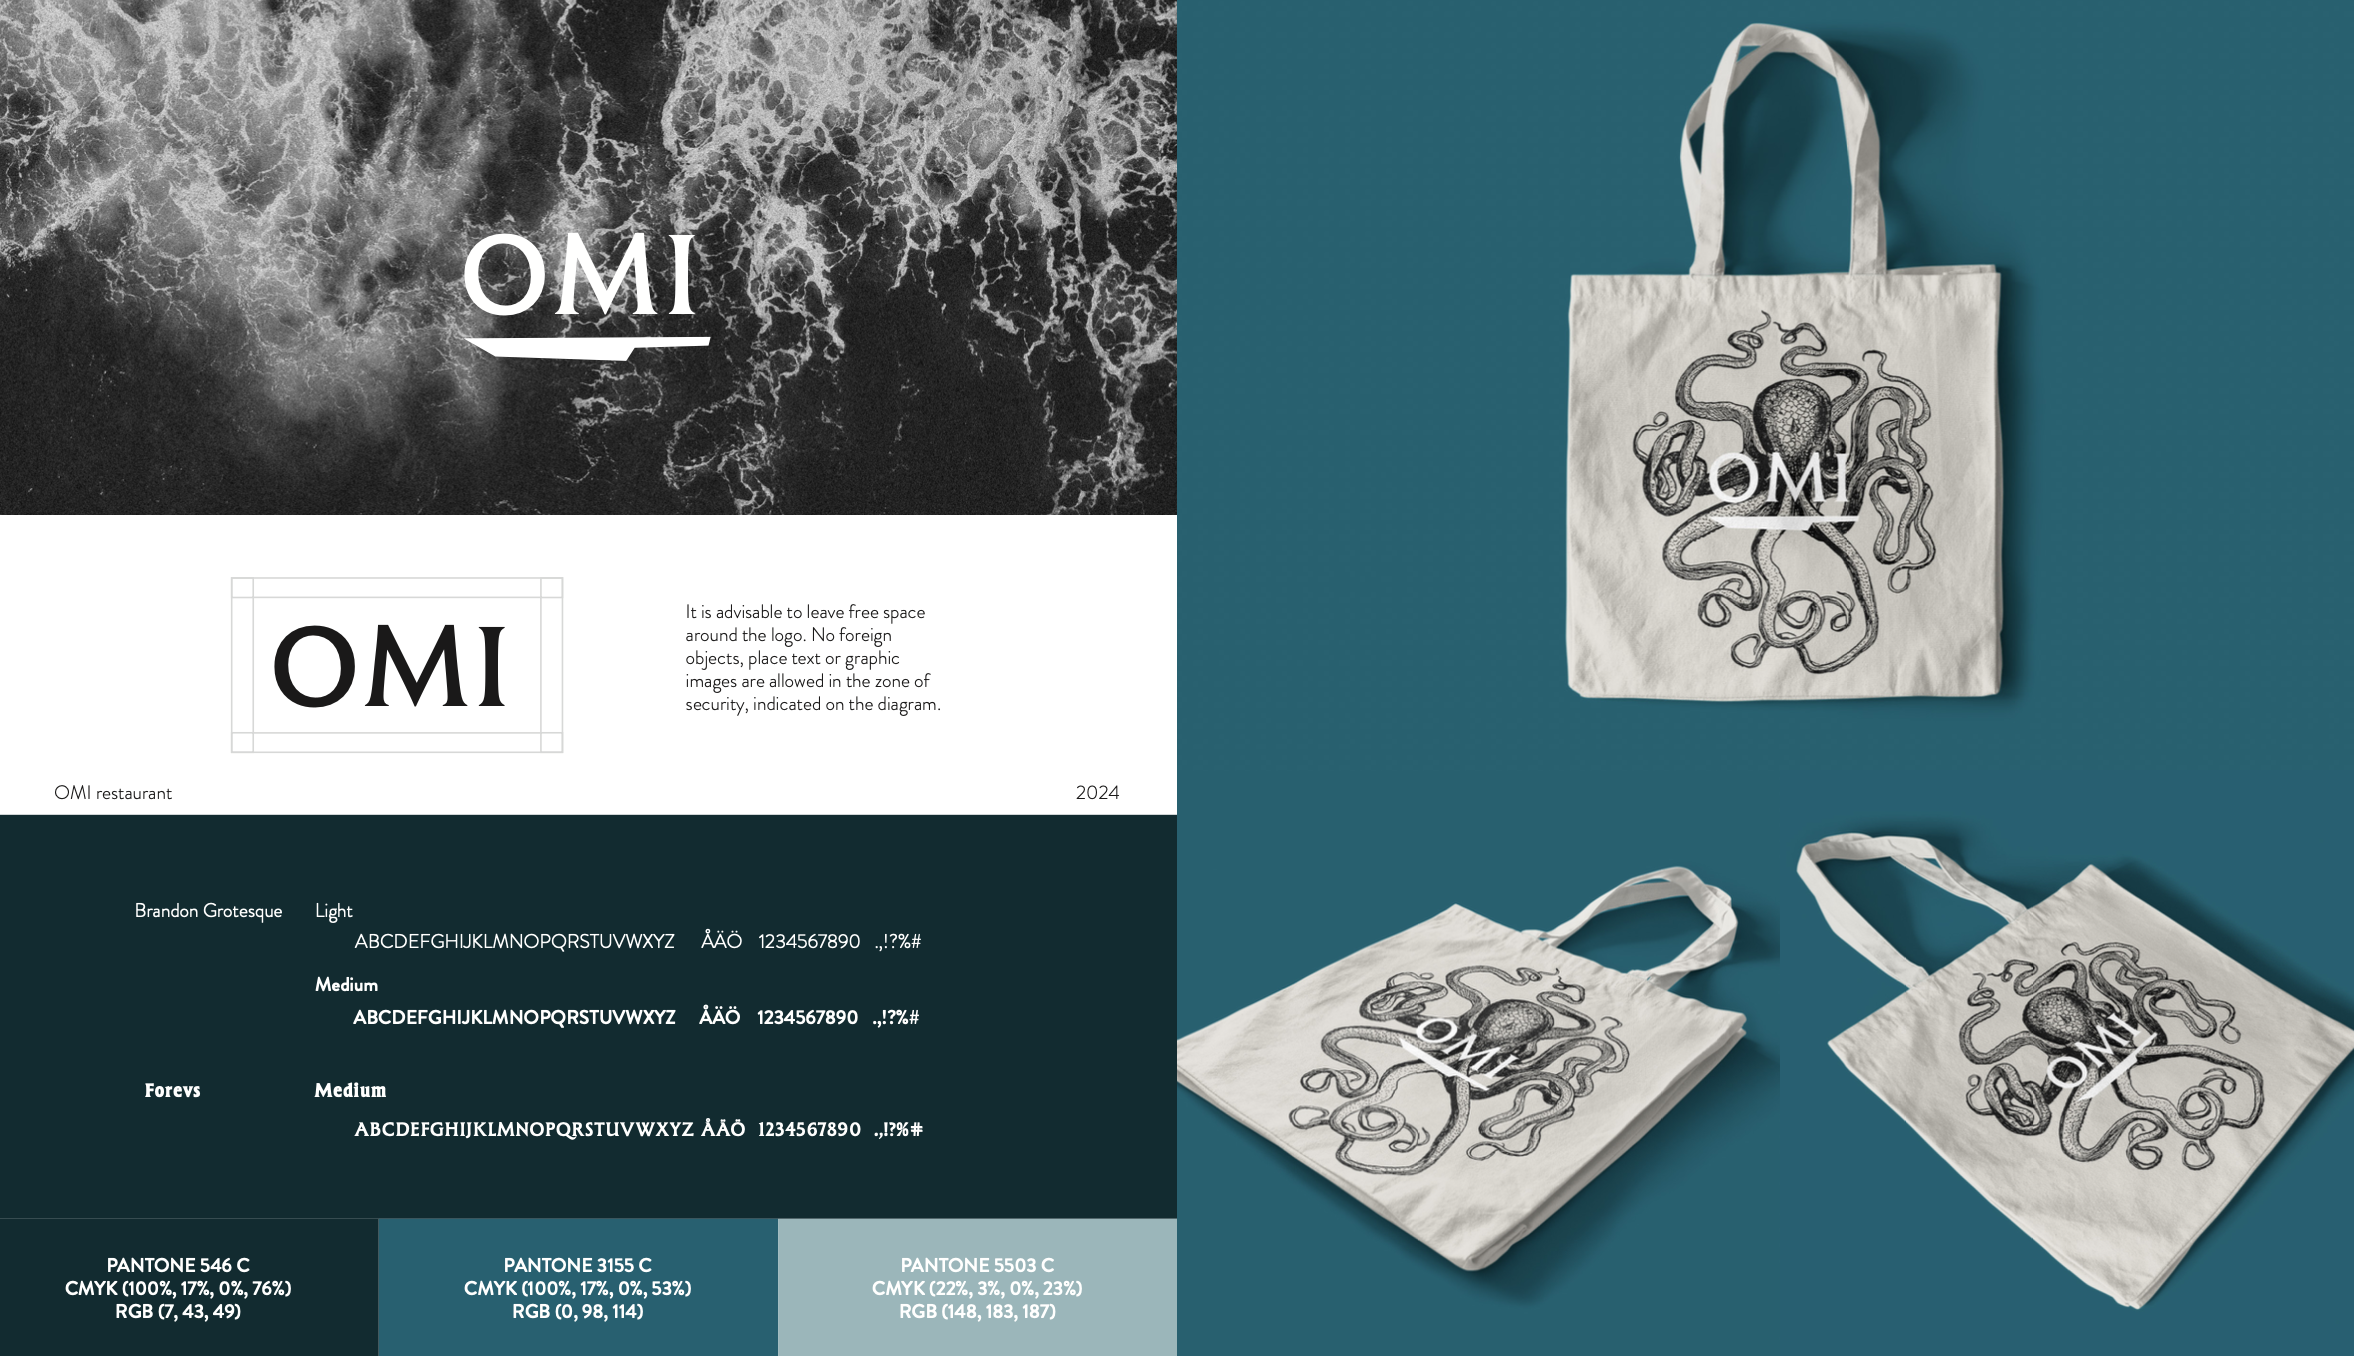 OMI
OMI
It is advisable to leave free space
around the logo. No foreign
objects, place text or graphic
images are allowed in the zone of
security, indicated on the diagram.
OMI restaurant
2024
Brandon Grotesque
Light
ABCDEFGHIJKLMNOPQRSTUVWXYZ ÅÄÖ 1234567890 .,!?%#
Medium
ABCDEFGHIJKLMNOPQRSTUVWXYZ ÅÄÖ 1234567890 .,!?%#
Forevs
Medium
ABCDEFGHIJKLMNOPQRSTUVWXYZ ÅÄÖ 1234567890 .,!?%#
PANTONE 546 C
CMYK (100%, 17%, 0%, 76%)
RGB (7, 43, 49)
PANTONE 3155 C
CMYK (100%, 17%, 0%, 53%)
RGB (0, 98, 114)
PANTONE 5503 C
CMYK (22%, 3%, 0%, 23%)
RGB (148, 183, 187)
OMI
OMI
OMI